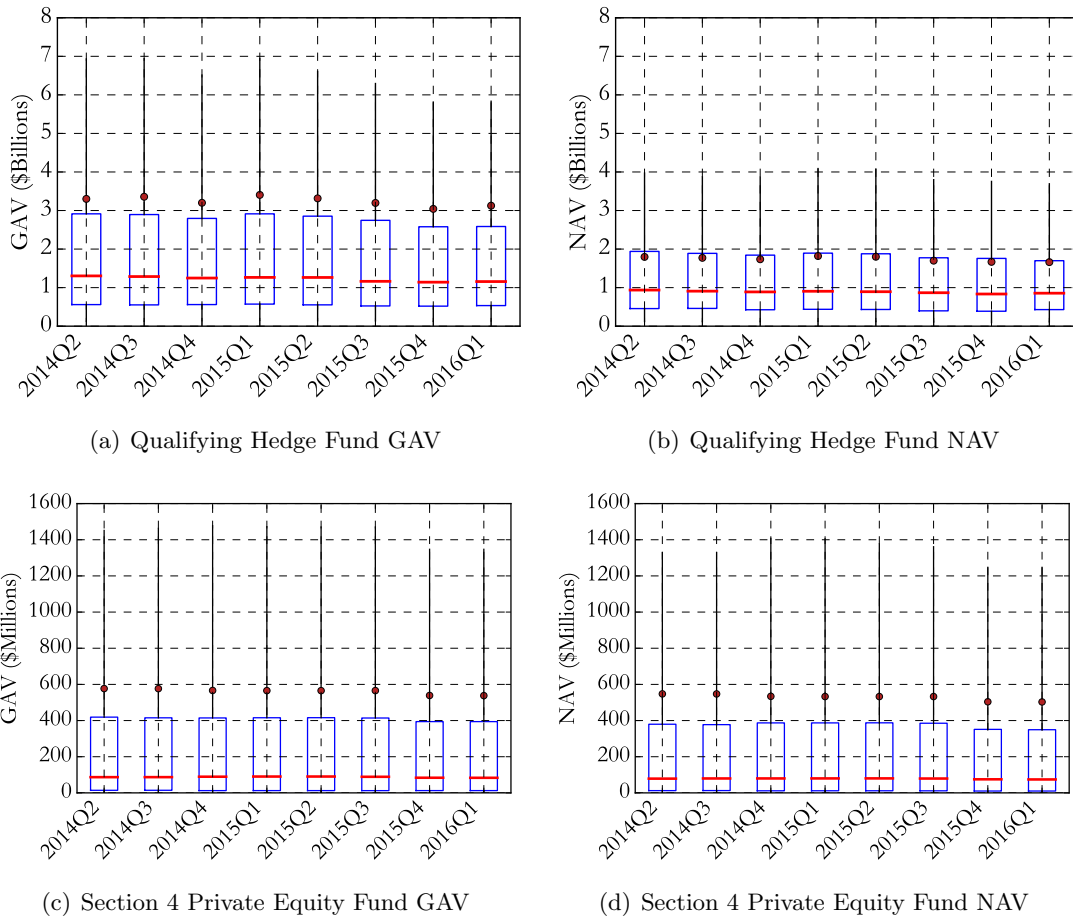 8
7
6
5
4
3
2
1
0
GAV ($Billions)
2014Q2
2014Q3
2014Q4
2015Q1
2015Q2
2015Q3
2015Q4
2016Q1
(a) Qualifying Hedge Fund GAV
8
7
6
5
4
3
2
1
0
NAV ($Billions)
2014Q2
2014Q3
2014Q4
2015Q1
2015Q2
2015Q3
2015Q4
2016Q1
(b) Qualifying Hedge Fund NAV
1600
1400
1200
1000
800
600
400
200
0
GAV ($Millions)
2014Q2
2014Q3
2014Q4
2015Q1
2015Q2
2015Q3
2015Q4
2016Q1
(c) Section 4 Private Equity Fund GAV
1600
1400
1200
1000
800
600
400
200
0
NAV ($Millions)
2014Q2
2014Q3
2014Q4
2015Q1
2015Q2
2015Q3
2015Q4
2016Q1
(d) Section 4 Private Equity Fund NAV